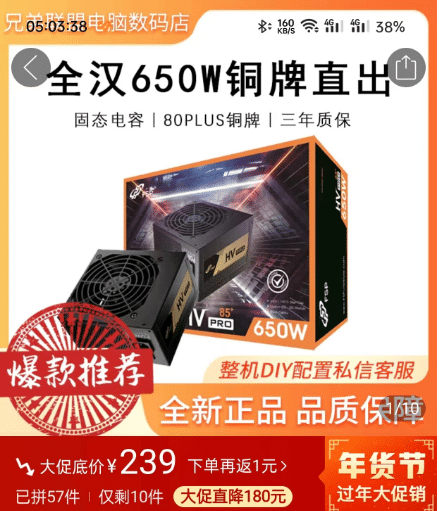 兄弟联盟电脑数码店
05:03:38
160 KB/S 4G 4G 38%
全汉650W铜牌直出
固态电容 | 80PLUS铜牌 | 三年质保
FSP
HV PRO
85+
650W
HV PRO
爆款推荐
整机DIY配置私信客服
全新正品 品质保障
1/10
大促底价¥239 下单再返1元>
年货节
已拼57件 | 仅剩10件 大促直降180元
过年大促销